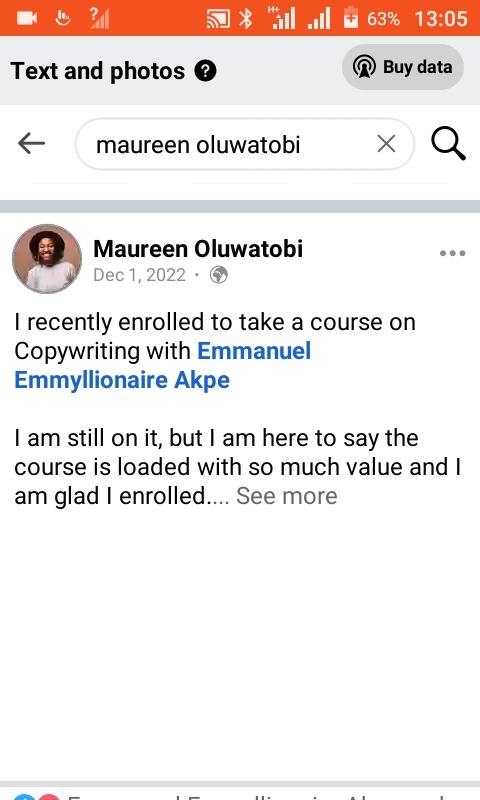 63% 13:05
Text and photos ? Buy data
maureen oluwatobi
Maureen Oluwatobi
Dec 1, 2022 ·
I recently enrolled to take a course on
Copywriting with Emmanuel
Emmyllionaire Akpe
I am still on it, but I am here to say the
course is loaded with so much value and I
am glad I enrolled.... See more